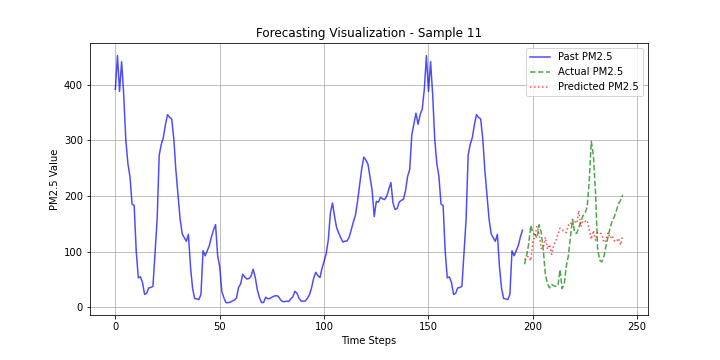 Forecasting Visualization - Sample 11
Past PM2.5
Actual PM2.5
Predicted PM2.5
PM2.5 Value
400
300
200
100
0
0 50 100 150 200 250
Time Steps